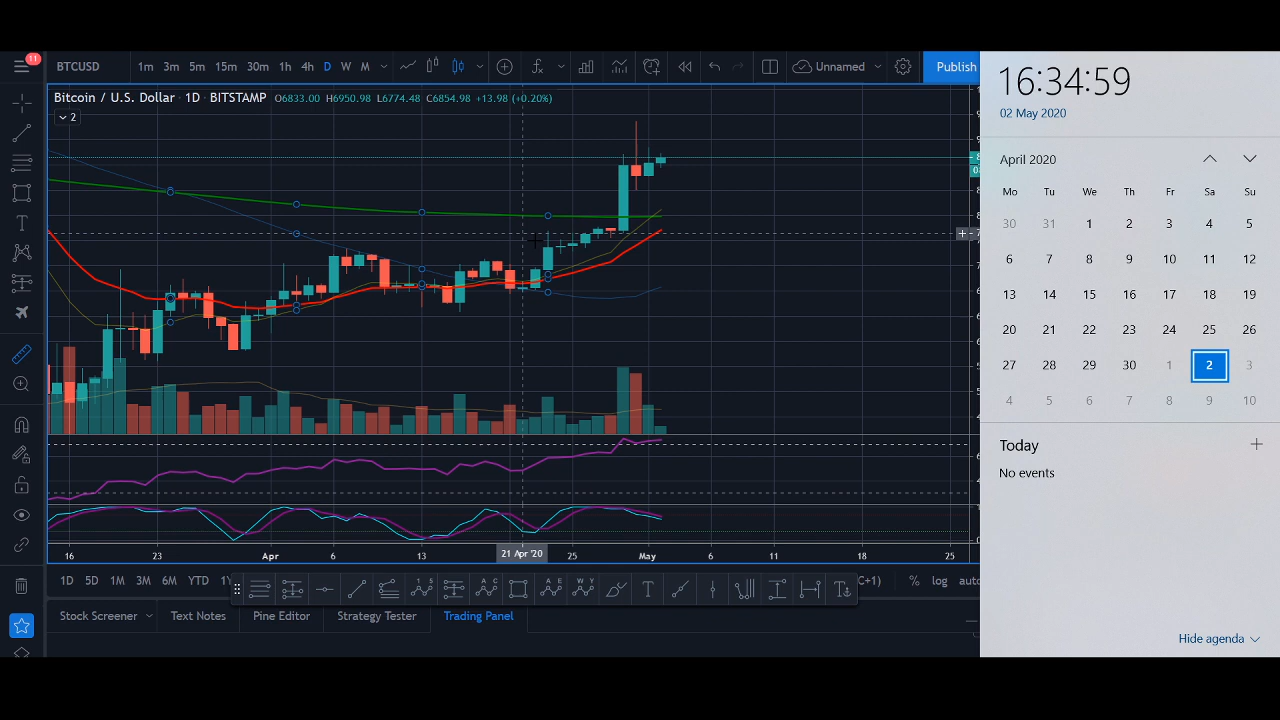 11
BTCUSD
1m 3m 5m 15m 30m 1h 4h D W M
Unnamed
Publish
Bitcoin / U.S. Dollar 1D BITSTAMP O6833.00 H6950.98 L6774.48 C6854.98 +13.98 (+0.20%)
2
16 23 Apr 6 13 21 Apr '20 25 May 6 11 18 25
1D 5D 1M 3M 6M YTD
C+1) % log auto
Stock Screener Text Notes Pine Editor Strategy Tester Trading Panel
16:34:59
02 May 2020
April 2020
Mo Tu We Th Fr Sa Su
30 31 1 2 3 4 5
6 7 8 9 10 11 12
13 14 15 16 17 18 19
20 21 22 23 24 25 26
27 28 29 30 1 2 3
4 5 6 7 8 9 10
Today
No events
Hide agenda